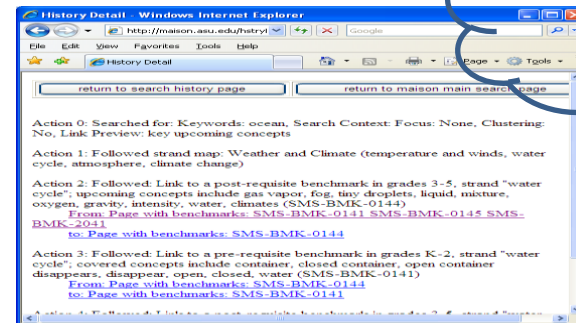 History Detail - Windows Internet Explorer
http://maison.asu.edu/hstryl
Google
File Edit View Favorites Tools Help
History Detail
Page Tools
return to search history page
return to maison main search page
Action 0: Searched for: Keywords: ocean, Search Context: Focus: None, Clustering:
No, Link Preview: key upcoming concepts
Action 1: Followed strand map: Weather and Climate (temperature and winds, water
cycle, atmosphere, climate change)
Action 2: Followed: Link to a post-requisite benchmark in grades 3-5, strand "water
cycle"; upcoming concepts include gas vapor, fog, tiny droplets, liquid, mixture,
oxygen, gravity, intensity, water, climates (SMS-BMK-0144)
From: Page with benchmarks: SMS-BMK-0141 SMS-BMK-0145 SMS-
BMK-2041
to: Page with benchmarks: SMS-BMK-0144
Action 3: Followed: Link to a pre-requisite benchmark in grades K-2, strand "water
cycle"; covered concepts include container, closed container, open container
disappears, disappear, open, closed, water (SMS-BMK-0141)
From: Page with benchmarks: SMS-BMK-0144
to: Page with benchmarks: SMS-BMK-0141